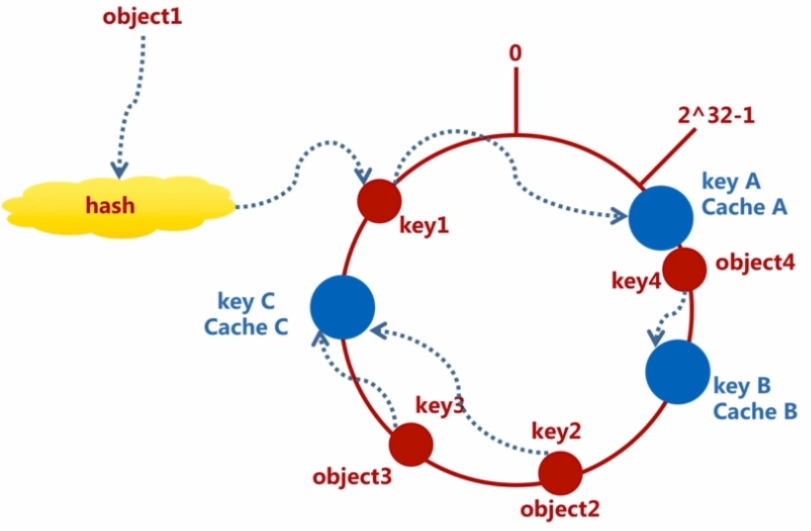 object1
0
2^32-1
hash
key1
key A
Cache A
object4
key4
key C
Cache C
key B
Cache B
key3
key2
object3
object2